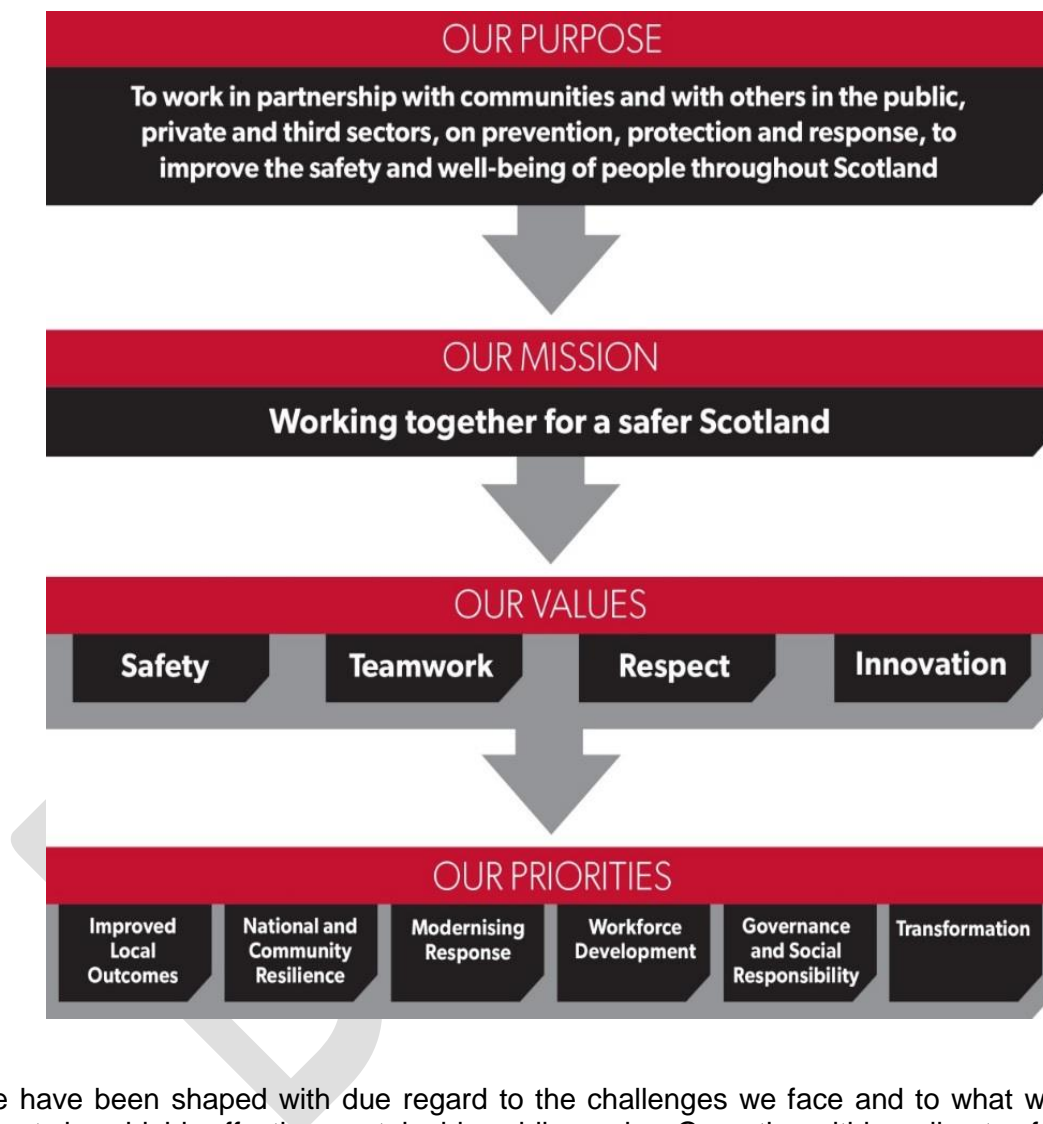 OUR PURPOSE
To work in partnership with communities and with others in the public,
private and third sectors, on prevention, protection and response, to
improve the safety and well-being of people throughout Scotland
OUR MISSION
Working together for a safer Scotland
OUR VALUES
Safety
Teamwork
Respect
Innovation
OUR PRIORITIES
Improved
Local
Outcomes
National and
Community
Resilience
Modernising
Response
Workforce
Development
Governance
and Social
Responsibility
Transformation
have been shaped with due regard to the challenges we face and to what